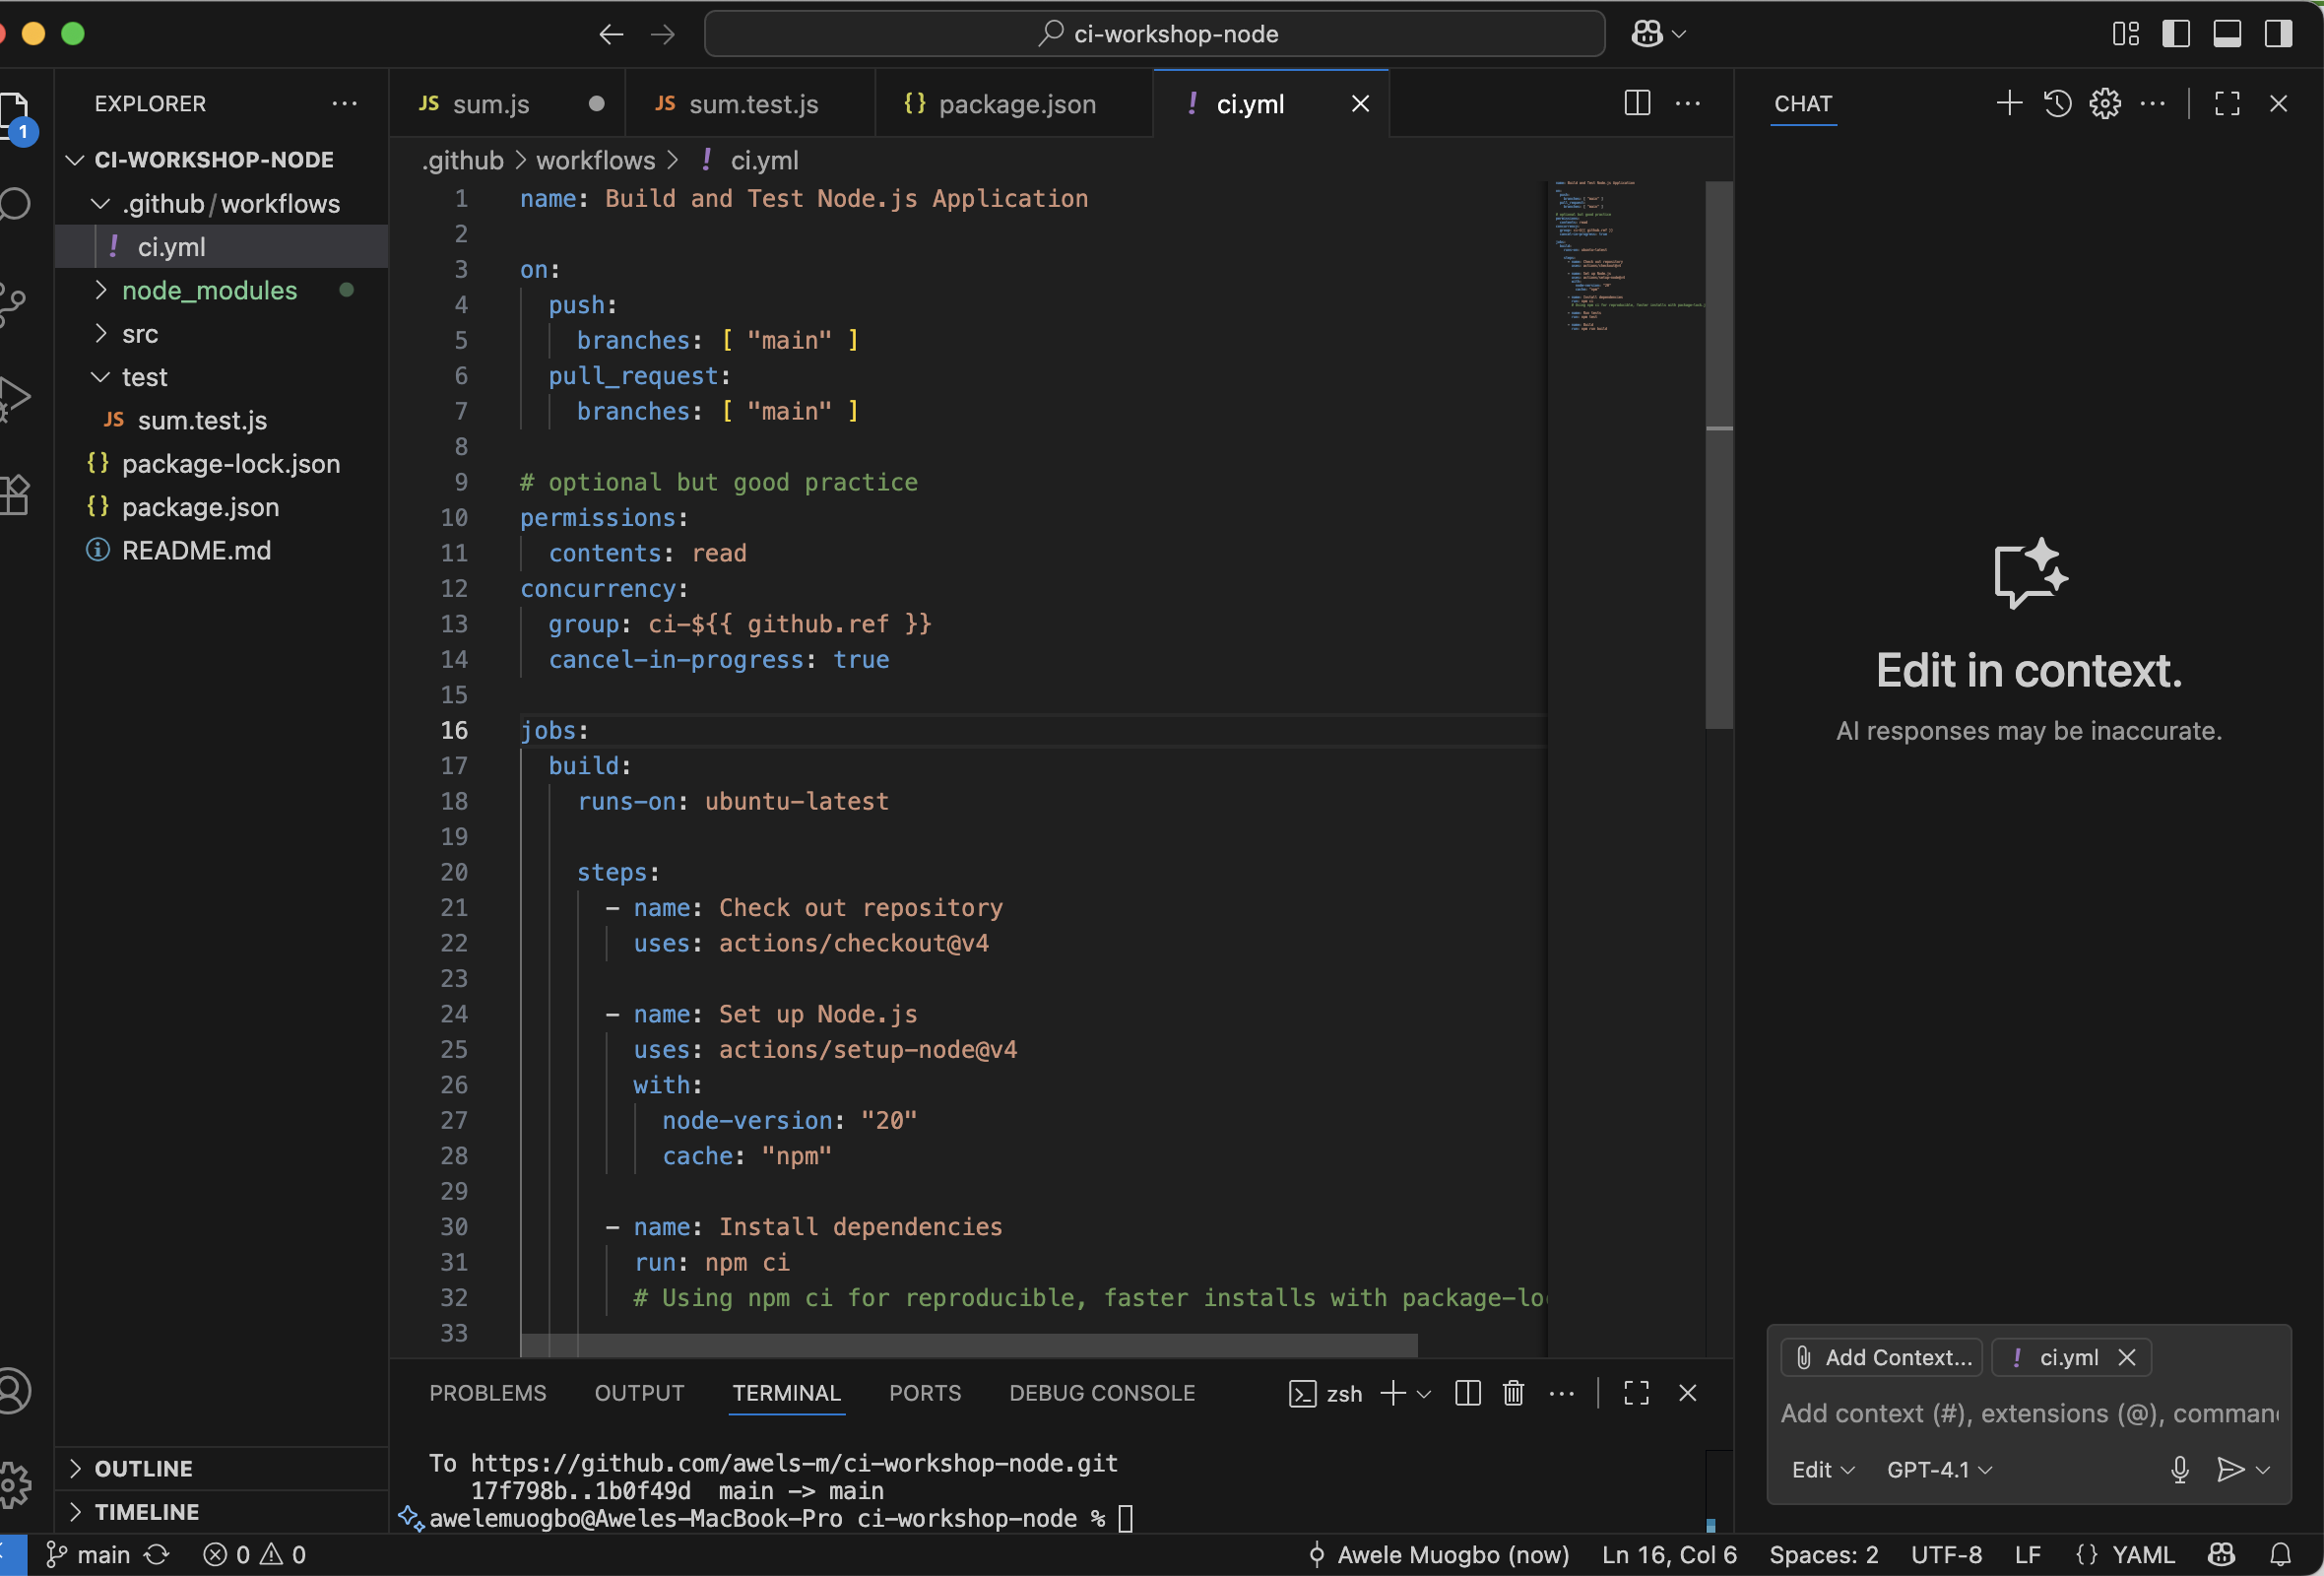 ci-workshop-node
1
EXPLORER
CI-WORKSHOP-NODE
.github/workflows
! ci.yml
node_modules
src
test
JS sum.test.js
{} package-lock.json
{} package.json
README.md
OUTLINE
TIMELINE
JS sum.js
JS sum.test.js
{} package.json
! ci.yml
.github > workflows > ! ci.yml
1 name: Build and Test Node.js Application
2
3 on:
4 push:
5 branches: [ "main" ]
6 pull_request:
7 branches: [ "main" ]
8
9 # optional but good practice
10 permissions:
11 contents: read
12 concurrency:
13 group: ci-${{ github.ref }}
14 cancel-in-progress: true
15
16 jobs:
17 build:
18 runs-on: ubuntu-latest
19
20 steps:
21 - name: Check out repository
22 uses: actions/checkout@v4
23
24 - name: Set up Node.js
25 uses: actions/setup-node@v4
26 with:
27 node-version: "20"
28 cache: "npm"
29
30 - name: Install dependencies
31 run: npm ci
32 # Using npm ci for reproducible, faster installs with package-lo
33
PROBLEMS OUTPUT TERMINAL PORTS DEBUG CONSOLE zsh
To https://github.com/awels-m/ci-workshop-node.git
17f798b..1b0f49d main -> main
awelemuogbo@Aweles-MacBook-Pro ci-workshop-node %
CHAT
Edit in context.
AI responses may be inaccurate.
Add Context... ! ci.yml
Add context (#), extensions (@), comman
Edit GPT-4.1
main 0 0 Awele Muogbo (now) Ln 16, Col 6 Spaces: 2 UTF-8 LF {} YAML